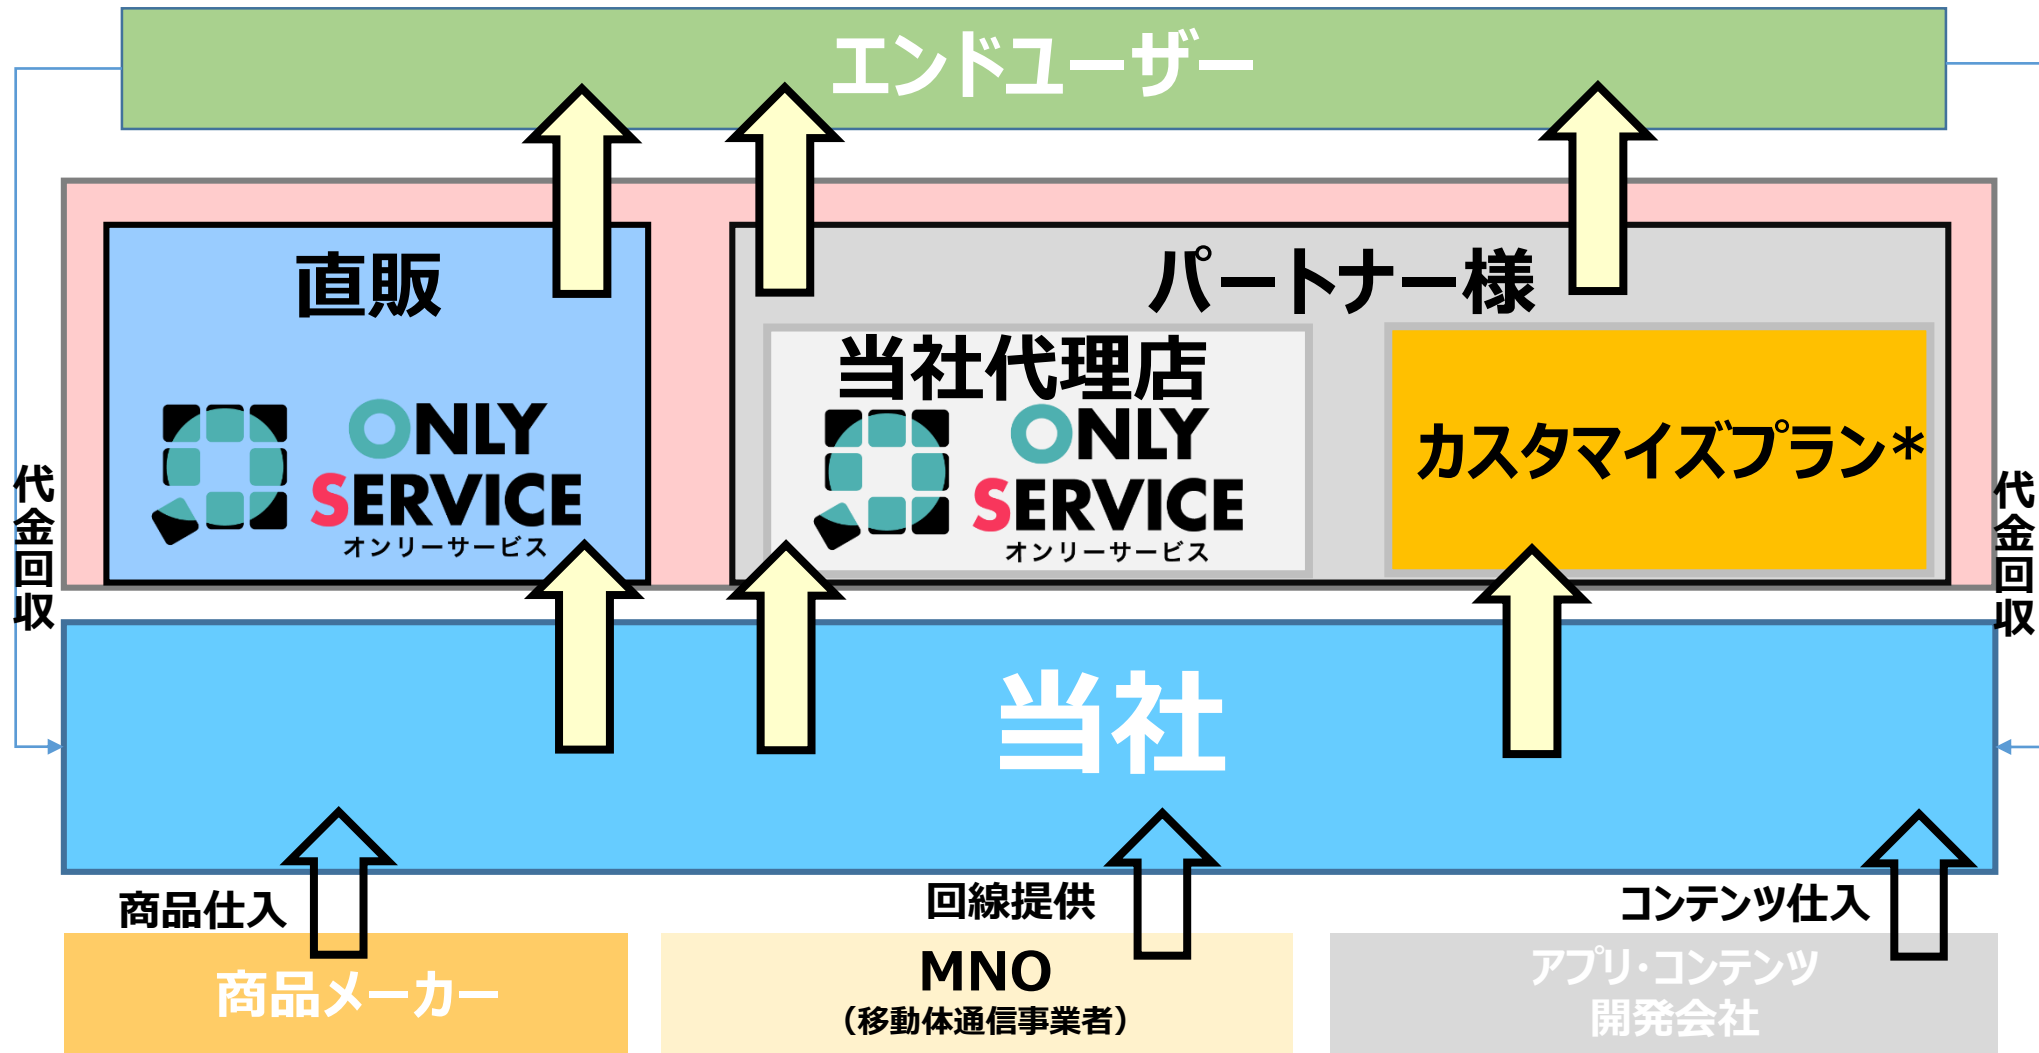 エンドユーザー
直販
パートナー様
当社代理店
ONLY
SERVICE
オンリーサービス
ONLY
SERVICE
オンリーサービス
カスタマイズプラン*
代金回収
代金回収
当社
商品仕入
回線提供
コンテンツ仕入
商品メーカー
MNO
（移動体通信事業者）
アプリ・コンテンツ
開発会社